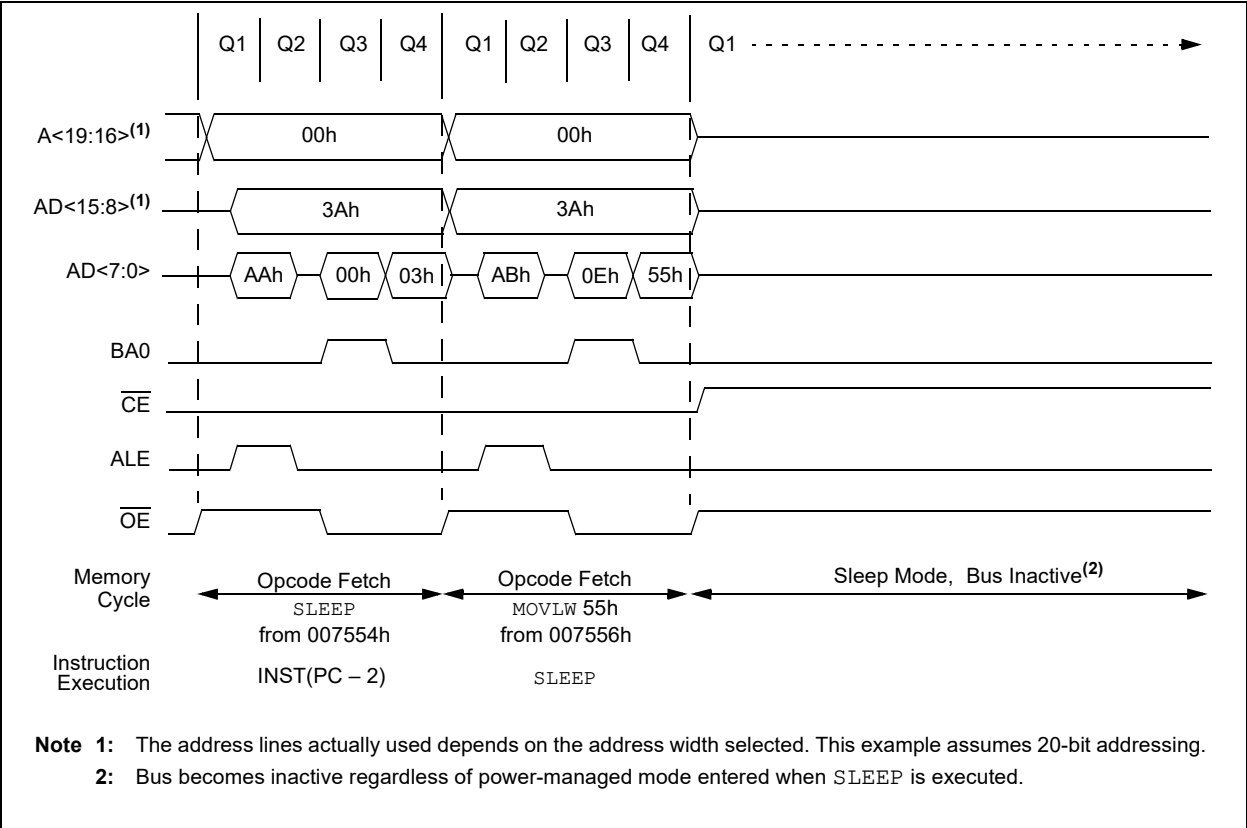 Q1 Q2 Q3 Q4 Q1 Q2 Q3 Q4 Q1
A<19:16>(1) 00h 00h
AD<15:8>(1) 3Ah 3Ah
AD<7:0> AAh 00h 03h ABh 0Eh 55h
BA0
CE
ALE
OE
Memory Cycle
Opcode Fetch
SLEEP
from 007554h
Opcode Fetch
MOVLW 55h
from 007556h
Sleep Mode, Bus Inactive(2)
Instruction
Execution
INST(PC – 2)
SLEEP
Note 1: The address lines actually used depends on the address width selected. This example assumes 20-bit addressing.
2: Bus becomes inactive regardless of power-managed mode entered when SLEEP is executed.